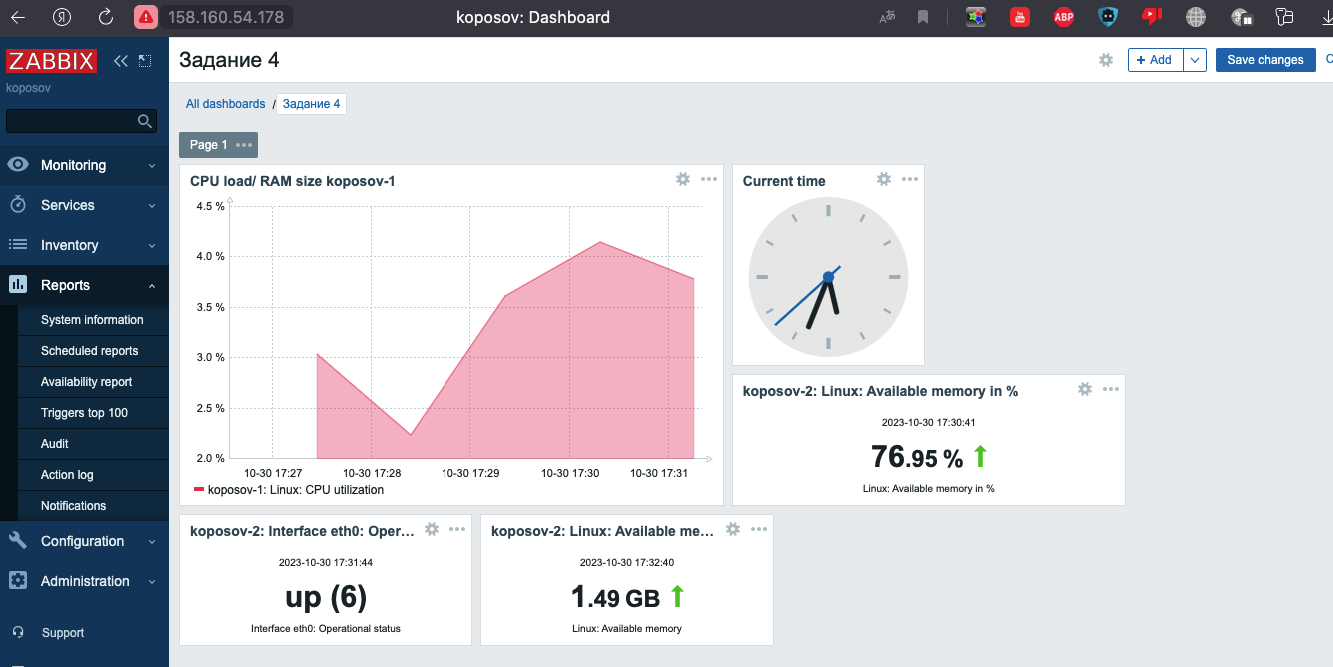 158.160.54.178
koposov: Dashboard
ABP
ZABBIX
koposov
Monitoring
Services
Inventory
Reports
System information
Scheduled reports
Availability report
Triggers top 100
Audit
Action log
Notifications
Configuration
Administration
Support
Задание 4
+ Add
Save changes
All dashboards / Задание 4
Page 1
CPU load/ RAM size koposov-1
4.5 %
4.0 %
3.5 %
3.0 %
2.5 %
2.0 %
10-30 17:27 10-30 17:28 10-30 17:29 10-30 17:30 10-30 17:31
koposov-1: Linux: CPU utilization
Current time
koposov-2: Linux: Available memory in %
2023-10-30 17:30:41
76.95 %
Linux: Available memory in %
koposov-2: Interface eth0: Oper...
2023-10-30 17:31:44
up (6)
Interface eth0: Operational status
koposov-2: Linux: Available me...
2023-10-30 17:32:40
1.49 GB
Linux: Available memory